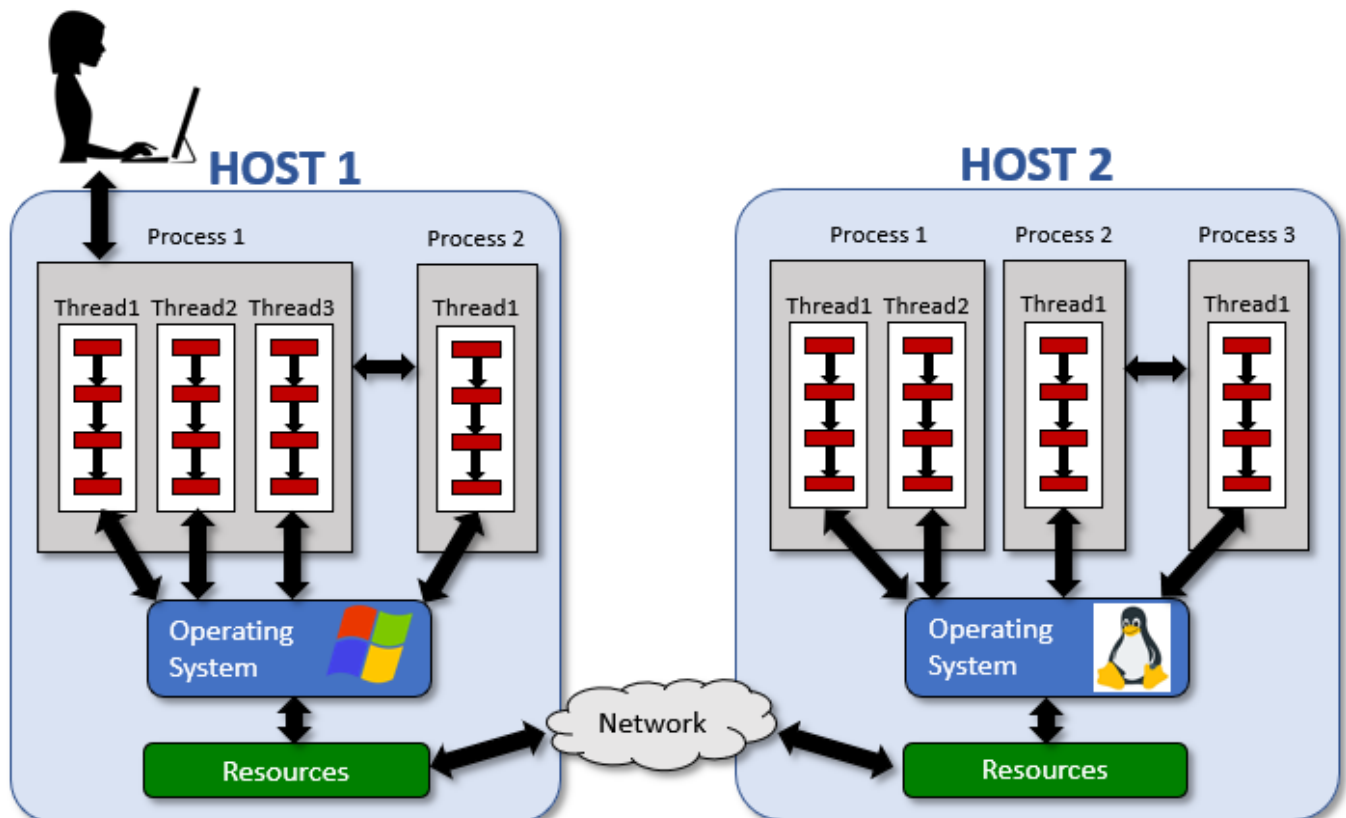 HOST 1
Process 1
Process 2
Thread1
Thread2
Thread3
Thread1
Operating
System
Resources
Network
HOST 2
Process 1
Process 2
Process 3
Thread1
Thread2
Thread1
Thread1
Operating
System
Resources